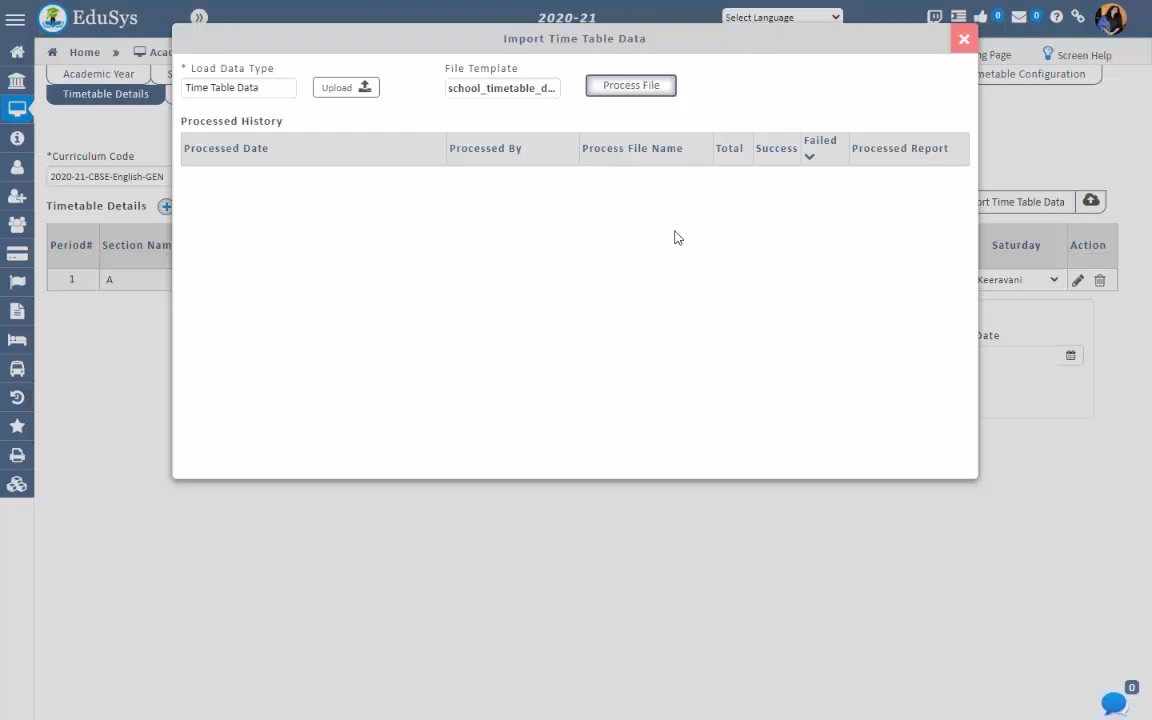 EduSys
2020-21
Select Language
0
0
Import Time Table Data
Home
Page
Screen Help
Academic Year
Timetable Details
metable Configuration
* Load Data Type
File Template
Time Table Data
Upload
school_timetable_d...
Process File
Processed History
Processed Date
Processed By
Process File Name
Total
Success
Failed
Processed Report
*Curriculum Code
2020-21-CBSE-English-GEN
Timetable Details
ort Time Table Data
Period#
Section Nam
Saturday
Action
1
A
Keeravani
Date
0